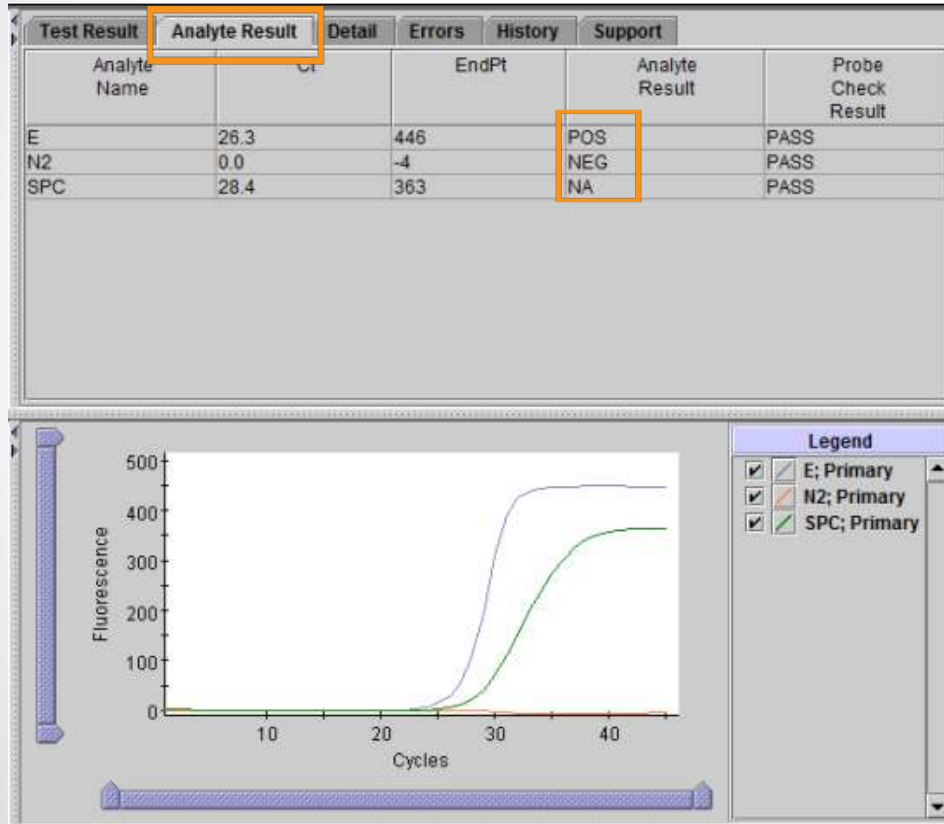 Test Result Analyte Result Detail Errors History Support
Analyte Name Ct EndPt Analyte Result Probe Check Result
E 26.3 446 POS PASS
N2 0.0 -4 NEG PASS
SPC 28.4 363 NA PASS
Legend
E; Primary
N2; Primary
SPC; Primary
500
400
300
200
100
0
Fluorescence
10 20 30 40
Cycles